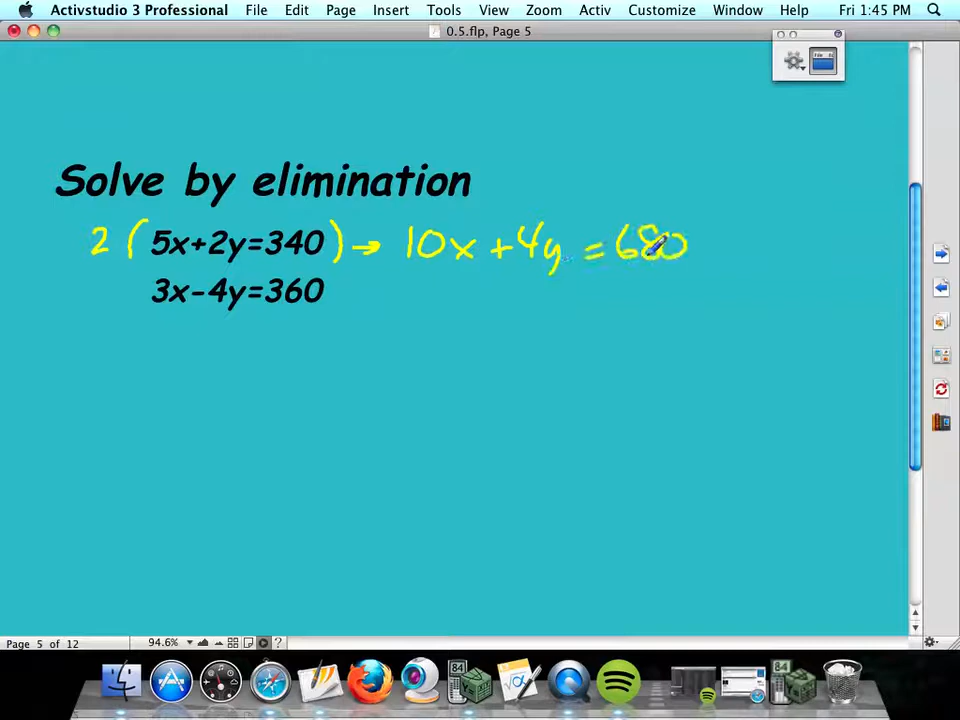 Activstudio 3 Professional File Edit Page Insert Tools View Zoom Activ Customize Window Help Fri 1:45 PM
0.5.flp, Page 5
Solve by elimination
2 (5x+2y=340) → 10x + 4y = 680
3x-4y=360
Page 5 of 12 94.6% ?